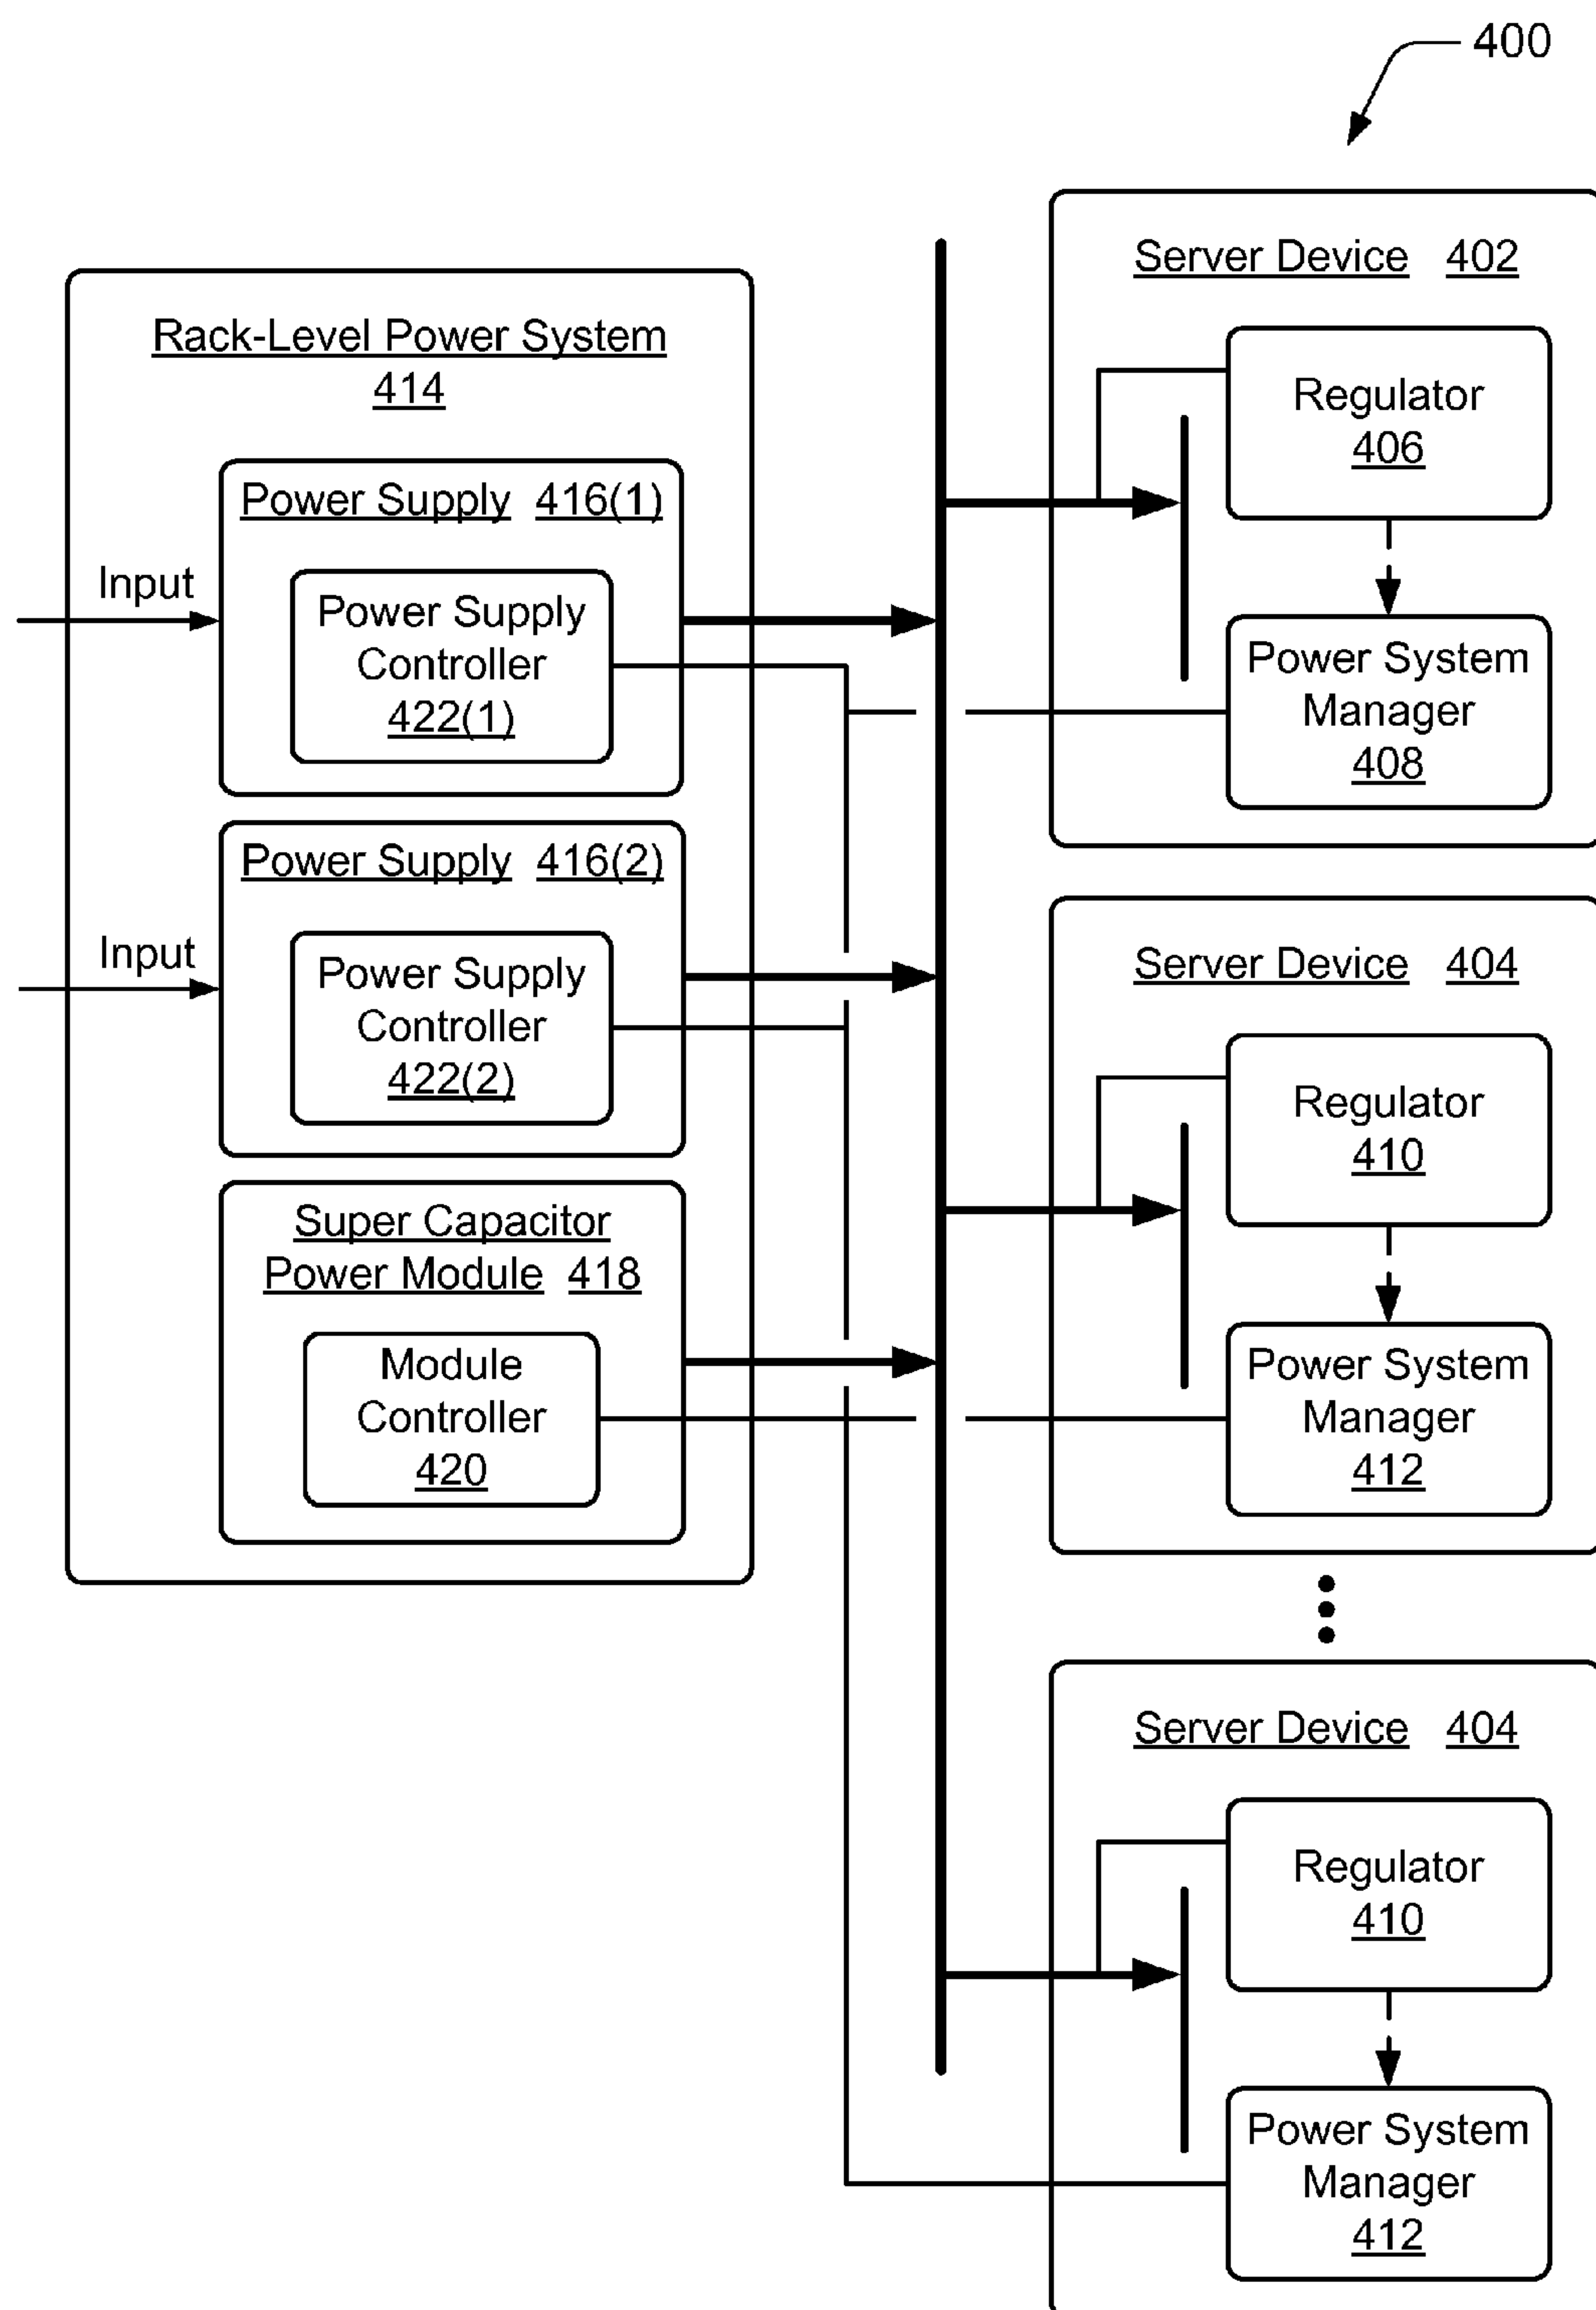 400
Rack-Level Power System
414
Power Supply 416(1)
Input
Power Supply
Controller
422(1)
Power Supply 416(2)
Input
Power Supply
Controller
422(2)
Super Capacitor
Power Module 418
Module
Controller
420
Server Device 402
Regulator
406
Power System
Manager
408
Server Device 404
Regulator
410
Power System
Manager
412
Server Device 404
Regulator
410
Power System
Manager
412